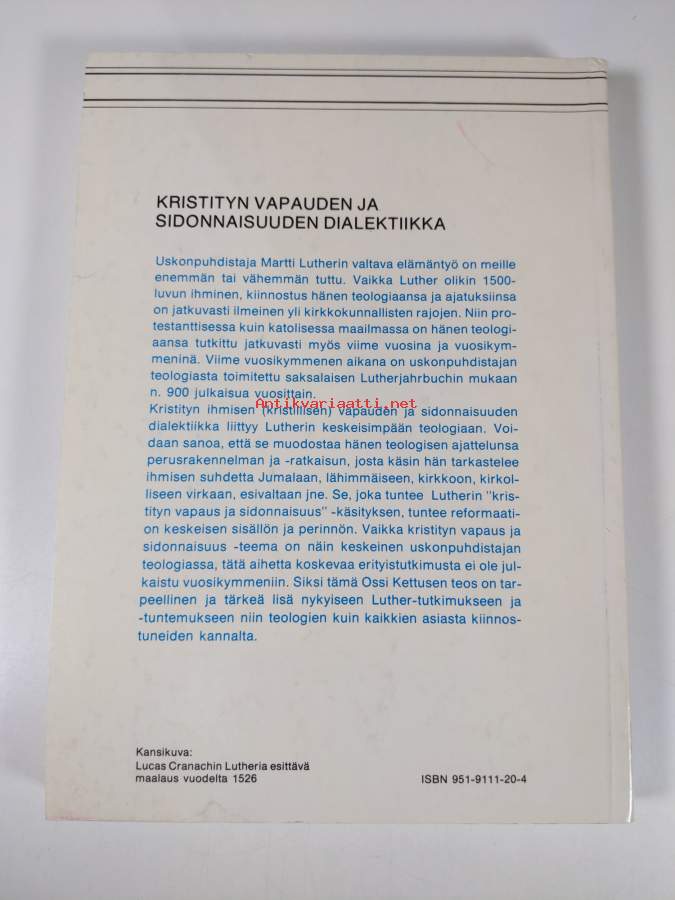 KRISTITYN VAPAUDEN JA
SIDONNAISUUDEN DIALEKTIIKKA
Uskonpuhdistaja Martti Lutherin valtava elämäntyö on meille
enemmän tai vähemmän tuttu. Vaikka Luther olikin 1500-
luvun ihminen, kiinnostus hänen teologiaansa ja ajatuksiinsa
on jatkuvasti ilmeinen yli kirkkokunnallisten rajojen. Niin pro-
testanttisessa kuin katolisessa maailmassa on hänen teologi-
aansa tutkittu jatkuvasti myös viime vuosina ja vuosikym-
meninä. Viime vuosikymmenen aikana on uskonpuhdistajan
teologiasta toimitettu saksalaisen Lutherjahrbuchin mukaan
n. 900 julkaisua vuosittain.
Antikvariaatti.net
Kristityn ihmisen (kristillisen) vapauden ja sidonnaisuuden
dialektiikka liittyy Lutherin keskeisimpään teologiaan. Voi-
daan sanoa, että se muodostaa hänen teologisen ajattelunsa
perusrakennelman ja -ratkaisun, josta käsin hän tarkastelee
ihmisen suhdetta Jumalaan, lähimmäiseen, kirkkoon, kirkol-
liseen virkaan, esivaltaan jne. Se, joka tuntee Lutherin "kris-
tityn vapaus ja sidonnaisuus" -käsityksen, tuntee reformaati-
on keskeisen sisällön ja perinnön. Vaikka kristityn vapaus ja
sidonnaisuus -teema on näin keskeinen uskonpuhdistajan
teologiassa, tätä aihetta koskevaa erityistutkimusta ei ole jul-
kaistu vuosikymmeniin. Siksi tämä Ossi Kettusen teos on tar-
peellinen ja tärkeä lisä nykyiseen Luther-tutkimukseen ja
-tuntemukseen niin teologien kuin kaikkien asiasta kiinnos-
tuneiden kannalta.
Kansikuva:
Lucas Cranachin Lutheria esittävä
maalaus vuodelta 1526
ISBN 951-9111-20-4